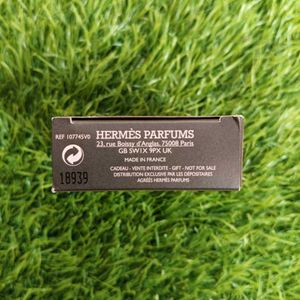 REF 107745V0
HERMÈS PARFUMS
23, rue Boissy d'Anglas, 75008 Paris
GB SW1X 9PX UK
MADE IN FRANCE
CADEAU - VENTE INTERDITE - GIFT - NOT FOR SALE
DISTRIBUTION EXCLUSIVE PAR LES DÉPOSITAIRES
AGRÉÉS HERMÈS PARFUMS
18939